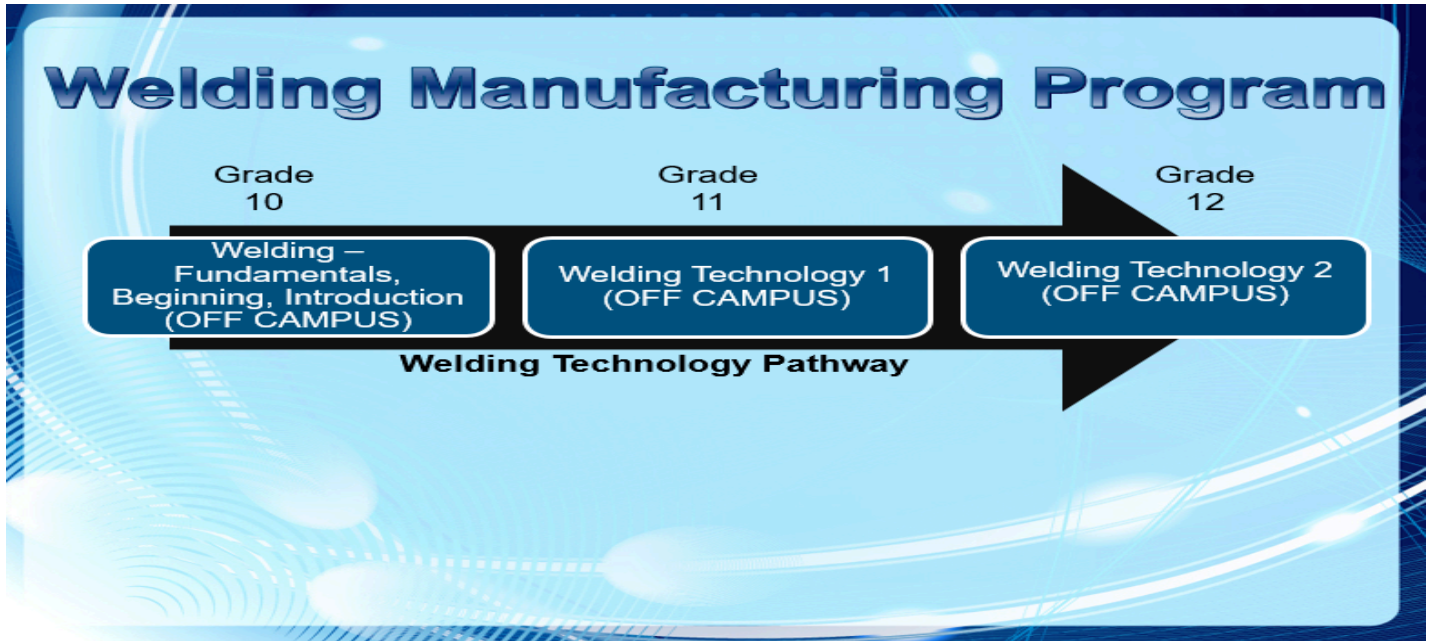 Welding Manufacturing Program
Grade
10
Grade
11
Grade
12
Welding –
Fundamentals,
Beginning, Introduction
(OFF CAMPUS)
Welding Technology 1
(OFF CAMPUS)
Welding Technology 2
(OFF CAMPUS)
Welding Technology Pathway